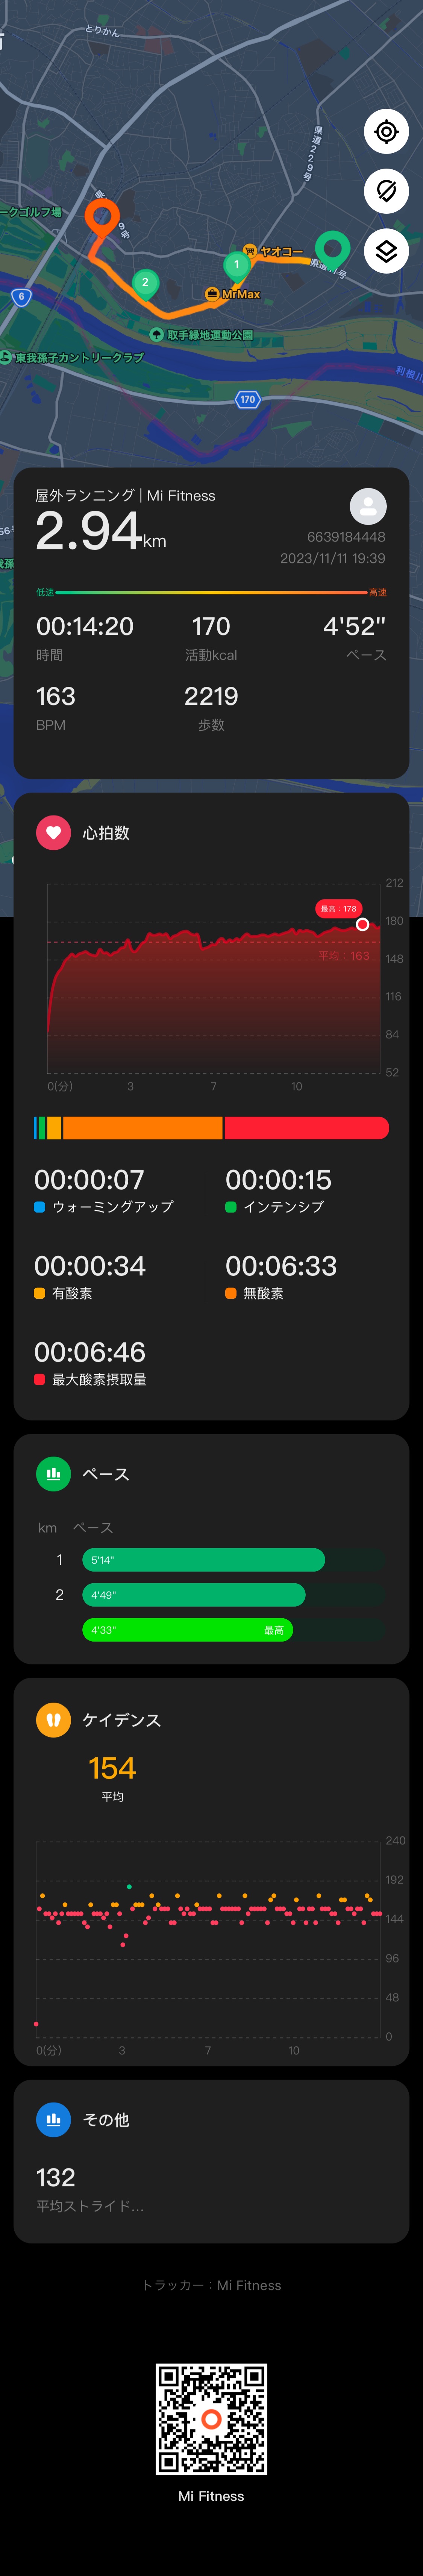 市
とりかん
県道229号
ークゴルフ場
9号
ヤオコー
1
県道11号
2
6
MrMax
取手緑地運動公園
東我孫子カントリークラブ
利根川
170
屋外ランニング | Mi Fitness
2.94km
6639184448
2023/11/11 19:39
低速 高速
00:14:20 170 4'52"
時間 活動kcal ペース
163 2219
BPM 歩数
心拍数
212
最高：178
180
平均：163
148
116
84
52
0(分) 3 7 10
00:00:07 00:00:15
ウォーミングアップ インテンシブ
00:00:34 00:06:33
有酸素 無酸素
00:06:46
最大酸素摂取量
ペース
km ペース
1 5'14"
2 4'49"
4'33" 最高
ケイデンス
154
平均
240
192
144
96
48
0
0(分) 3 7 10
その他
132
平均ストライド...
トラッカー：Mi Fitness
Mi Fitness